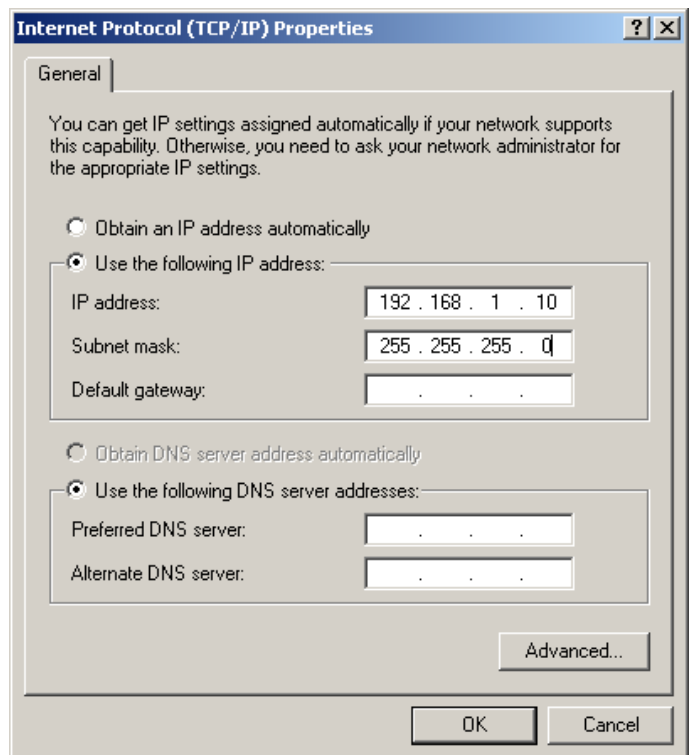 Internet Protocol (TCP/IP) Properties
General
You can get IP settings assigned automatically if your network supports
this capability. Otherwise, you need to ask your network administrator for
the appropriate IP settings.
Obtain an IP address automatically
Use the following IP address:
IP address: 192 . 168 . 1 . 10
Subnet mask: 255 . 255 . 255 . 0
Default gateway: . . .
Obtain DNS server address automatically
Use the following DNS server addresses:
Preferred DNS server: . . .
Alternate DNS server: . . .
Advanced...
OK Cancel